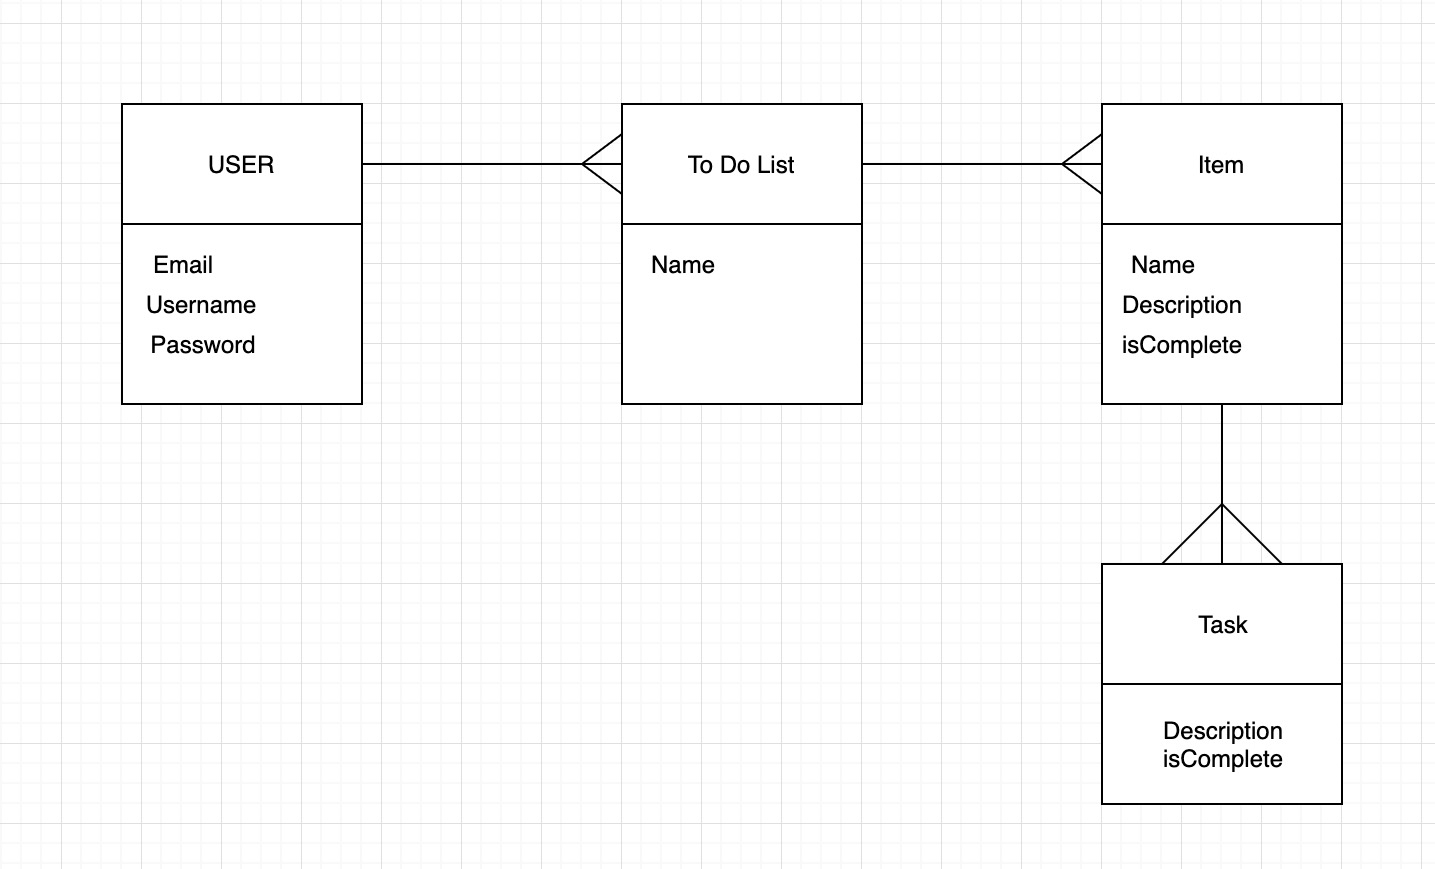 USER
Email
Username
Password
To Do List
Name
Item
Name
Description
isComplete
Task
Description
isComplete